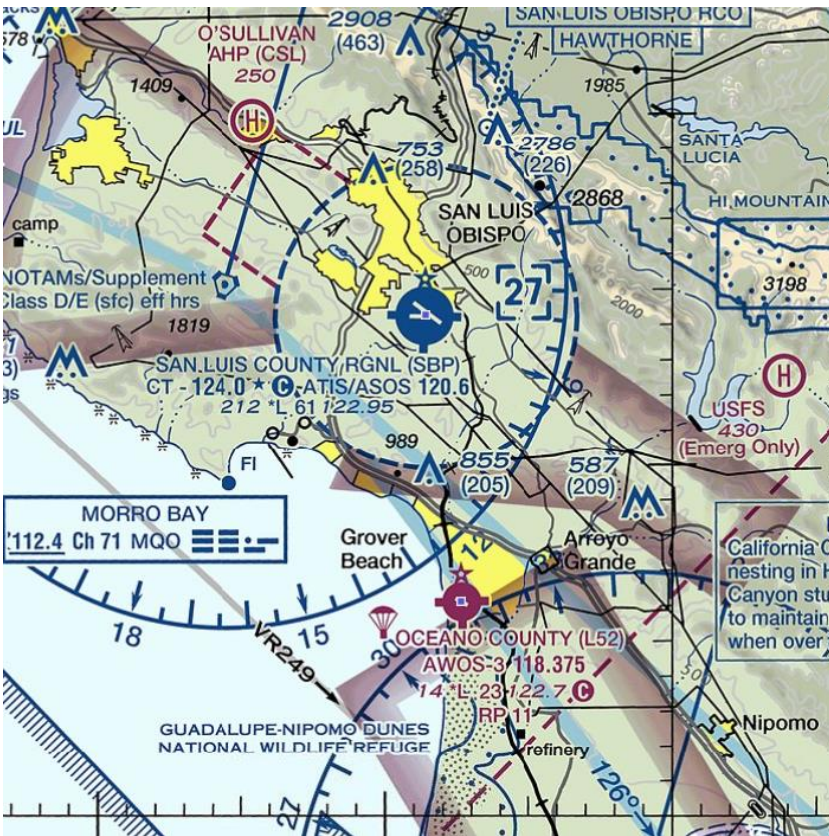 SAN LUIS OBISPO RCO
HAWTHORNE
O'SULLIVAN
AHP (CSL)
250
2908
(463)
1409
1985
753
(258)
2786
(226)
2868
SANTA
LUCIA
HI MOUNTAIN
SAN LUIS
OBISPO
camp
500
[27]
2000
3198
NOTAMs/Supplement
Class D/E (sfc) eff hrs
1819
SAN LUIS COUNTY RGNL (SBP)
CT - 124.0 * C ATIS/ASOS 120.6
212 *L 61 122.95
H
H
USFS
430
(Emerg Only)
FI
989
855
(205)
587
(209)
MORRO BAY
112.4 Ch 71 MQO
Grover
Beach
12
Arroyo
Grande
California C
nesting in H
Canyon stu
to maintain
when over
18
15
30
VR249
OCEANO COUNTY (L52)
AWOS-3 118.375
14 *L 23 122.7 C
RP 11
GUADALUPE-NIPOMO DUNES
NATIONAL WILDLIFE REFUGE
refinery
500
Nipomo
126°
27